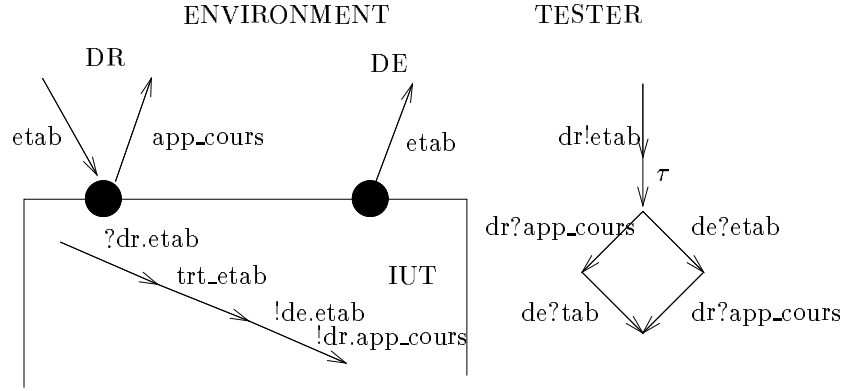 ENVIRONMENT TESTER
DR DE
etab app_cours etab dr!etab
τ
?dr.etab dr?app_cours de?etab
trt_etab IUT
!de.etab de?tab dr?app_cours
!dr.app_cours